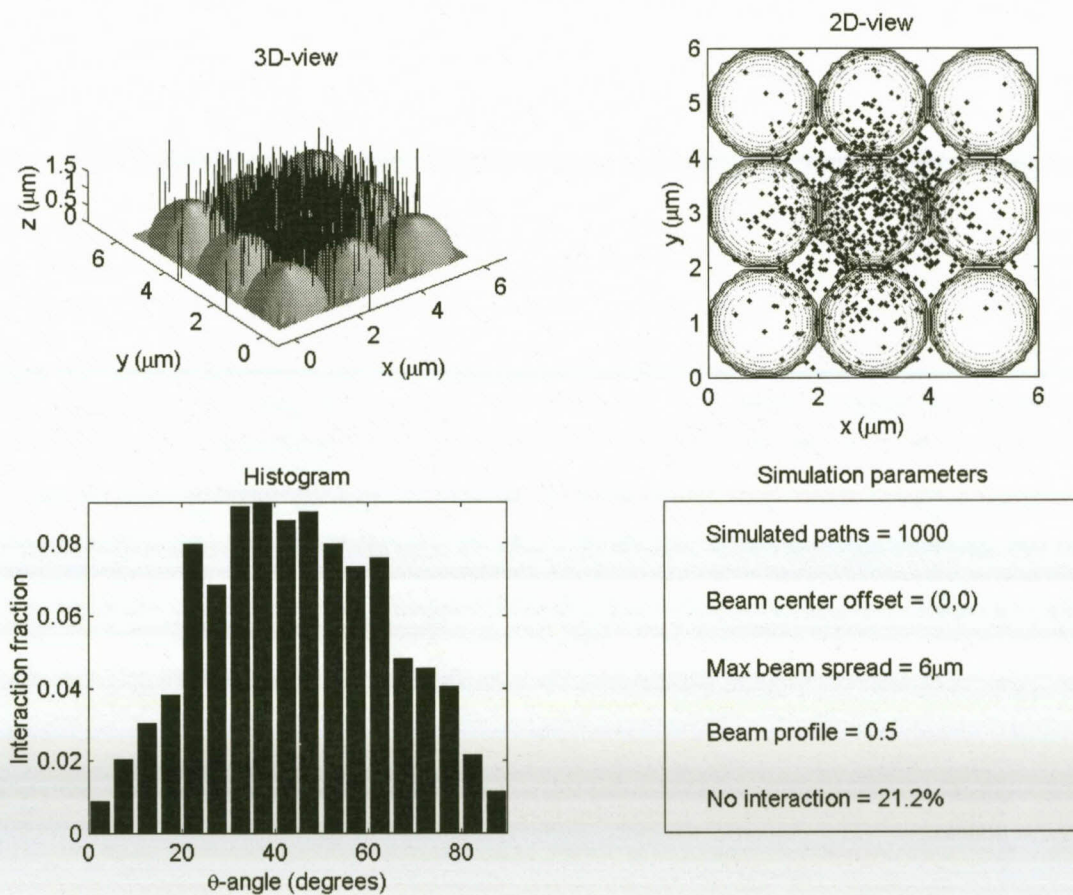 3D-view
1.5
1
0.5
0
z (μm)
6
4
2
0
y (μm)
0
2
4
6
x (μm)
2D-view
6
5
4
3
2
1
0
y (μm)
0
2
4
6
x (μm)
Histogram
0.08
0.06
0.04
0.02
0
Interaction fraction
0
20
40
60
80
θ-angle (degrees)
Simulation parameters
Simulated paths = 1000
Beam center offset = (0,0)
Max beam spread = 6μm
Beam profile = 0.5
No interaction = 21.2%